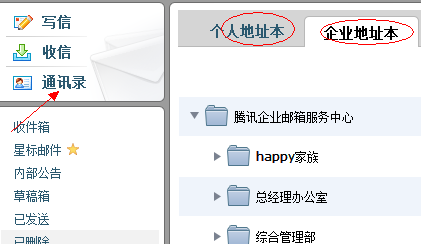 写信
收信
通讯录
收件箱
星标邮件
内部公告
草稿箱
已发送
已删除
个人地址本 企业地址本
腾讯企业邮箱服务中心
happy家族
总经理办公室
综合管理部